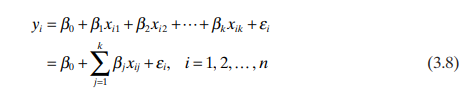 yᵢ = β₀ + β₁xᵢ₁ + β₂xᵢ₂ + ⋯ + βₖxᵢₖ + εᵢ
= β₀ + ∑ⱼ₌₁ᵏ βⱼxᵢⱼ + εᵢ, i = 1, 2, …, n (3.8)